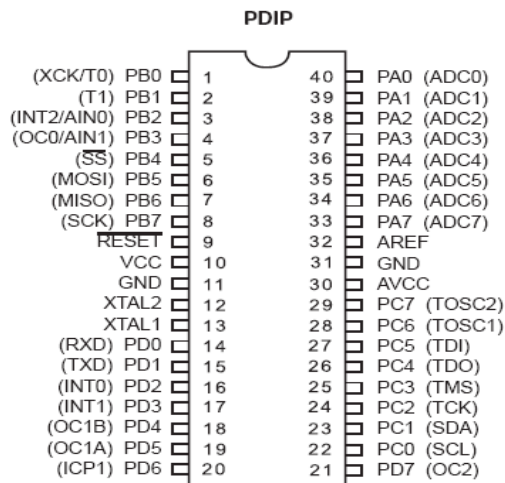 PDIP
(XCK/T0) PB0 1 40 PA0 (ADC0)
(T1) PB1 2 39 PA1 (ADC1)
(INT2/AIN0) PB2 3 38 PA2 (ADC2)
(OC0/AIN1) PB3 4 37 PA3 (ADC3)
(SS) PB4 5 36 PA4 (ADC4)
(MOSI) PB5 6 35 PA5 (ADC5)
(MISO) PB6 7 34 PA6 (ADC6)
(SCK) PB7 8 33 PA7 (ADC7)
RESET 9 32 AREF
VCC 10 31 GND
GND 11 30 AVCC
XTAL2 12 29 PC7 (TOSC2)
XTAL1 13 28 PC6 (TOSC1)
(RXD) PD0 14 27 PC5 (TDI)
(TXD) PD1 15 26 PC4 (TDO)
(INT0) PD2 16 25 PC3 (TMS)
(INT1) PD3 17 24 PC2 (TCK)
(OC1B) PD4 18 23 PC1 (SDA)
(OC1A) PD5 19 22 PC0 (SCL)
(ICP1) PD6 20 21 PD7 (OC2)